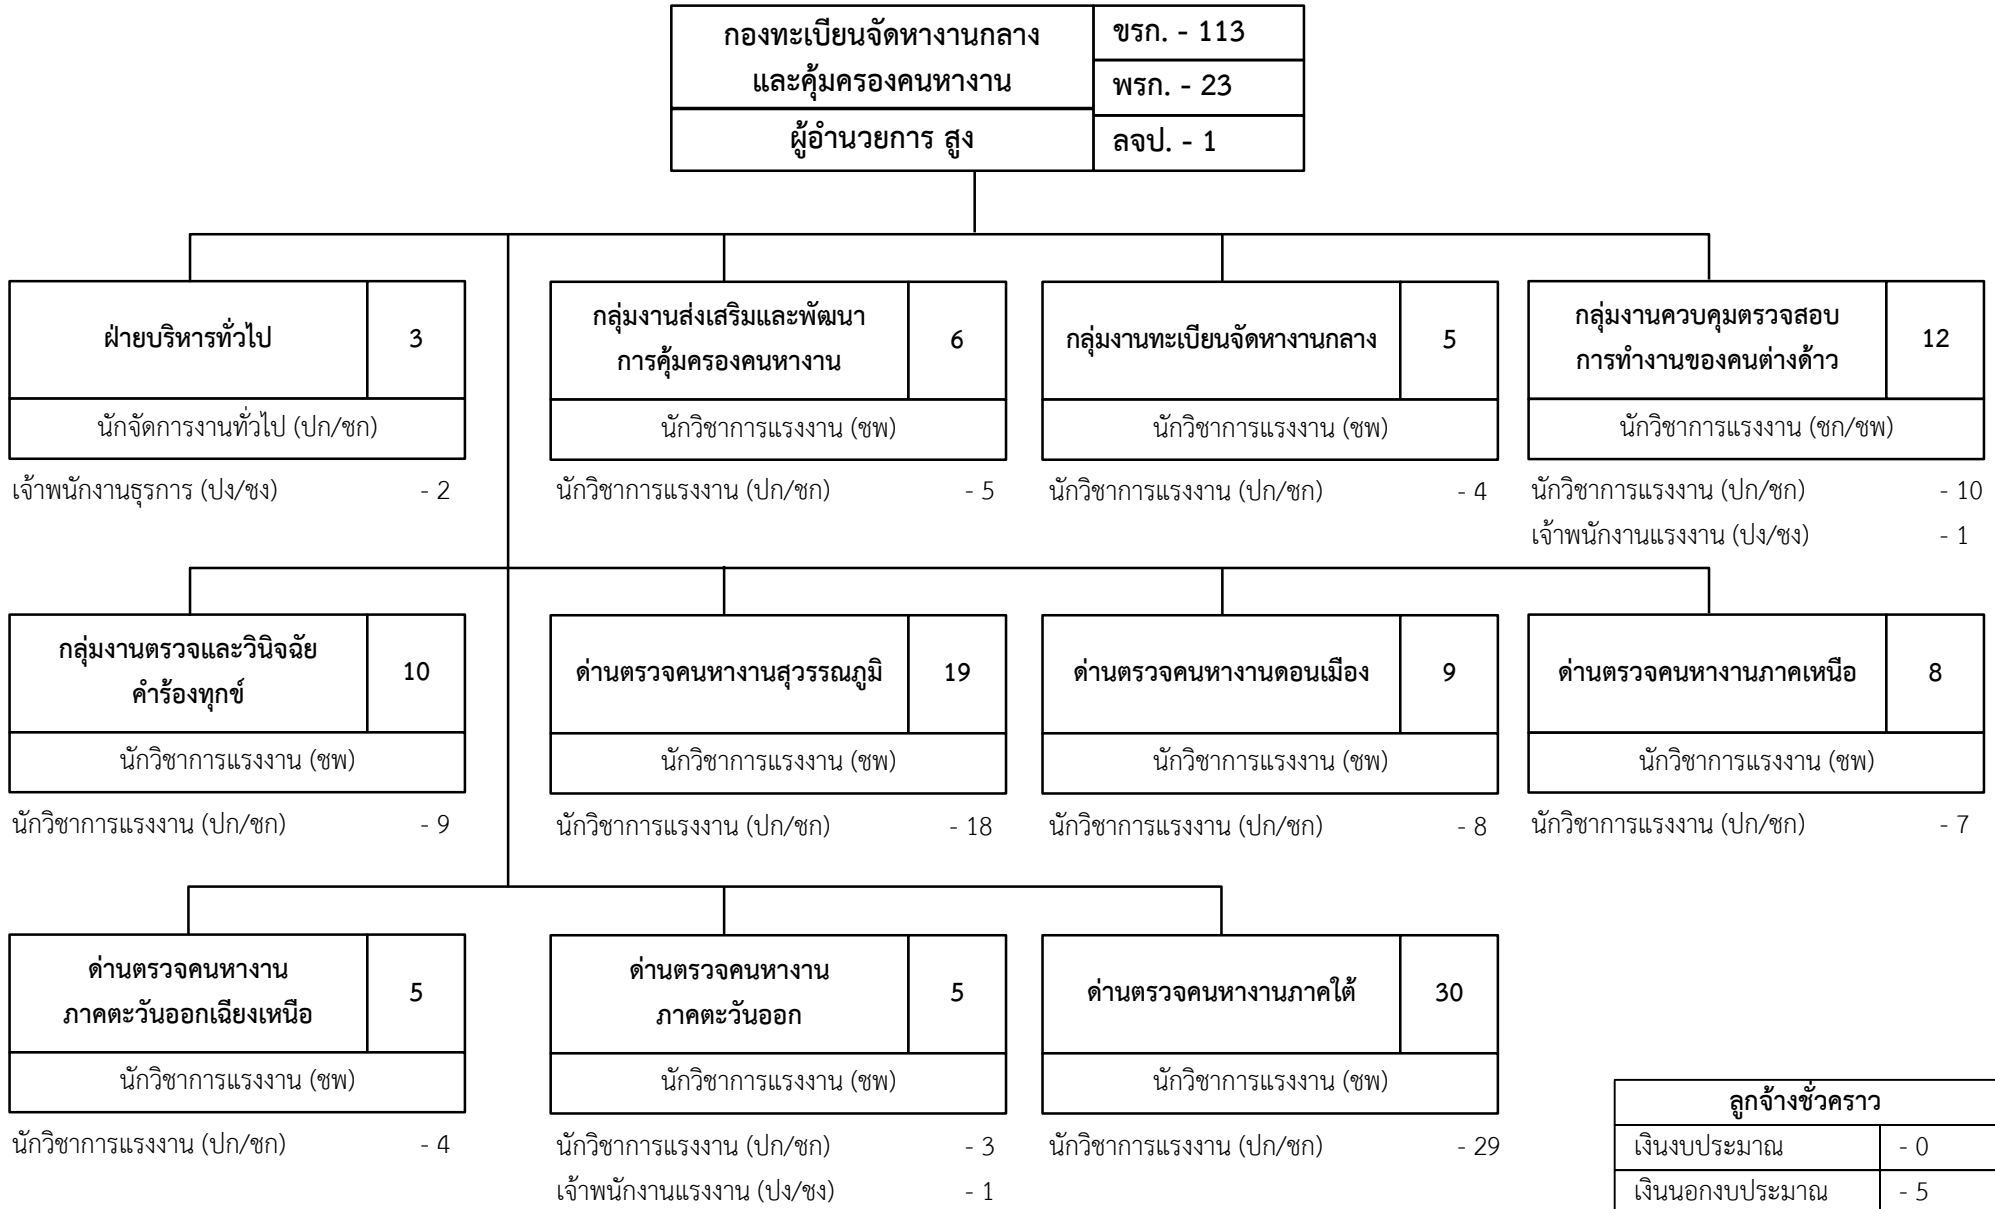 กองทะเบียนจัดหางานกลาง
และคุ้มครองคนหางาน
ผู้อำนวยการ สูง
ขรก. - 113
พรก. - 23
ลจป. - 1
ฝ่ายบริหารทั่วไป
3
นักจัดการงานทั่วไป (ปก/ชก)
เจ้าพนักงานธุรการ (ปง/ชง) - 2
กลุ่มงานส่งเสริมและพัฒนา
การคุ้มครองคนหางาน
6
นักวิชาการแรงงาน (ชพ)
นักวิชาการแรงงาน (ปก/ชก) - 5
กลุ่มงานทะเบียนจัดหางานกลาง
5
นักวิชาการแรงงาน (ชพ)
นักวิชาการแรงงาน (ปก/ชก) - 4
กลุ่มงานควบคุมตรวจสอบ
การทำงานของคนต่างด้าว
12
นักวิชาการแรงงาน (ชก/ชพ)
นักวิชาการแรงงาน (ปก/ชก) - 10
เจ้าพนักงานแรงงาน (ปง/ชง) - 1
กลุ่มงานตรวจและวินิจฉัย
คำร้องทุกข์
10
นักวิชาการแรงงาน (ชพ)
นักวิชาการแรงงาน (ปก/ชก) - 9
ด่านตรวจคนหางานสุวรรณภูมิ
19
นักวิชาการแรงงาน (ชพ)
นักวิชาการแรงงาน (ปก/ชก) - 18
ด่านตรวจคนหางานดอนเมือง
9
นักวิชาการแรงงาน (ชพ)
นักวิชาการแรงงาน (ปก/ชก) - 8
ด่านตรวจคนหางานภาคเหนือ
8
นักวิชาการแรงงาน (ชพ)
นักวิชาการแรงงาน (ปก/ชก) - 7
ด่านตรวจคนหางาน
ภาคตะวันออกเฉียงเหนือ
5
นักวิชาการแรงงาน (ชพ)
นักวิชาการแรงงาน (ปก/ชก) - 4
ด่านตรวจคนหางาน
ภาคตะวันออก
5
นักวิชาการแรงงาน (ชพ)
นักวิชาการแรงงาน (ปก/ชก) - 3
เจ้าพนักงานแรงงาน (ปง/ชง) - 1
ด่านตรวจคนหางานภาคใต้
30
นักวิชาการแรงงาน (ชพ)
นักวิชาการแรงงาน (ปก/ชก) - 29
ลูกจ้างชั่วคราว
เงินงบประมาณ - 0
เงินนอกงบประมาณ - 5